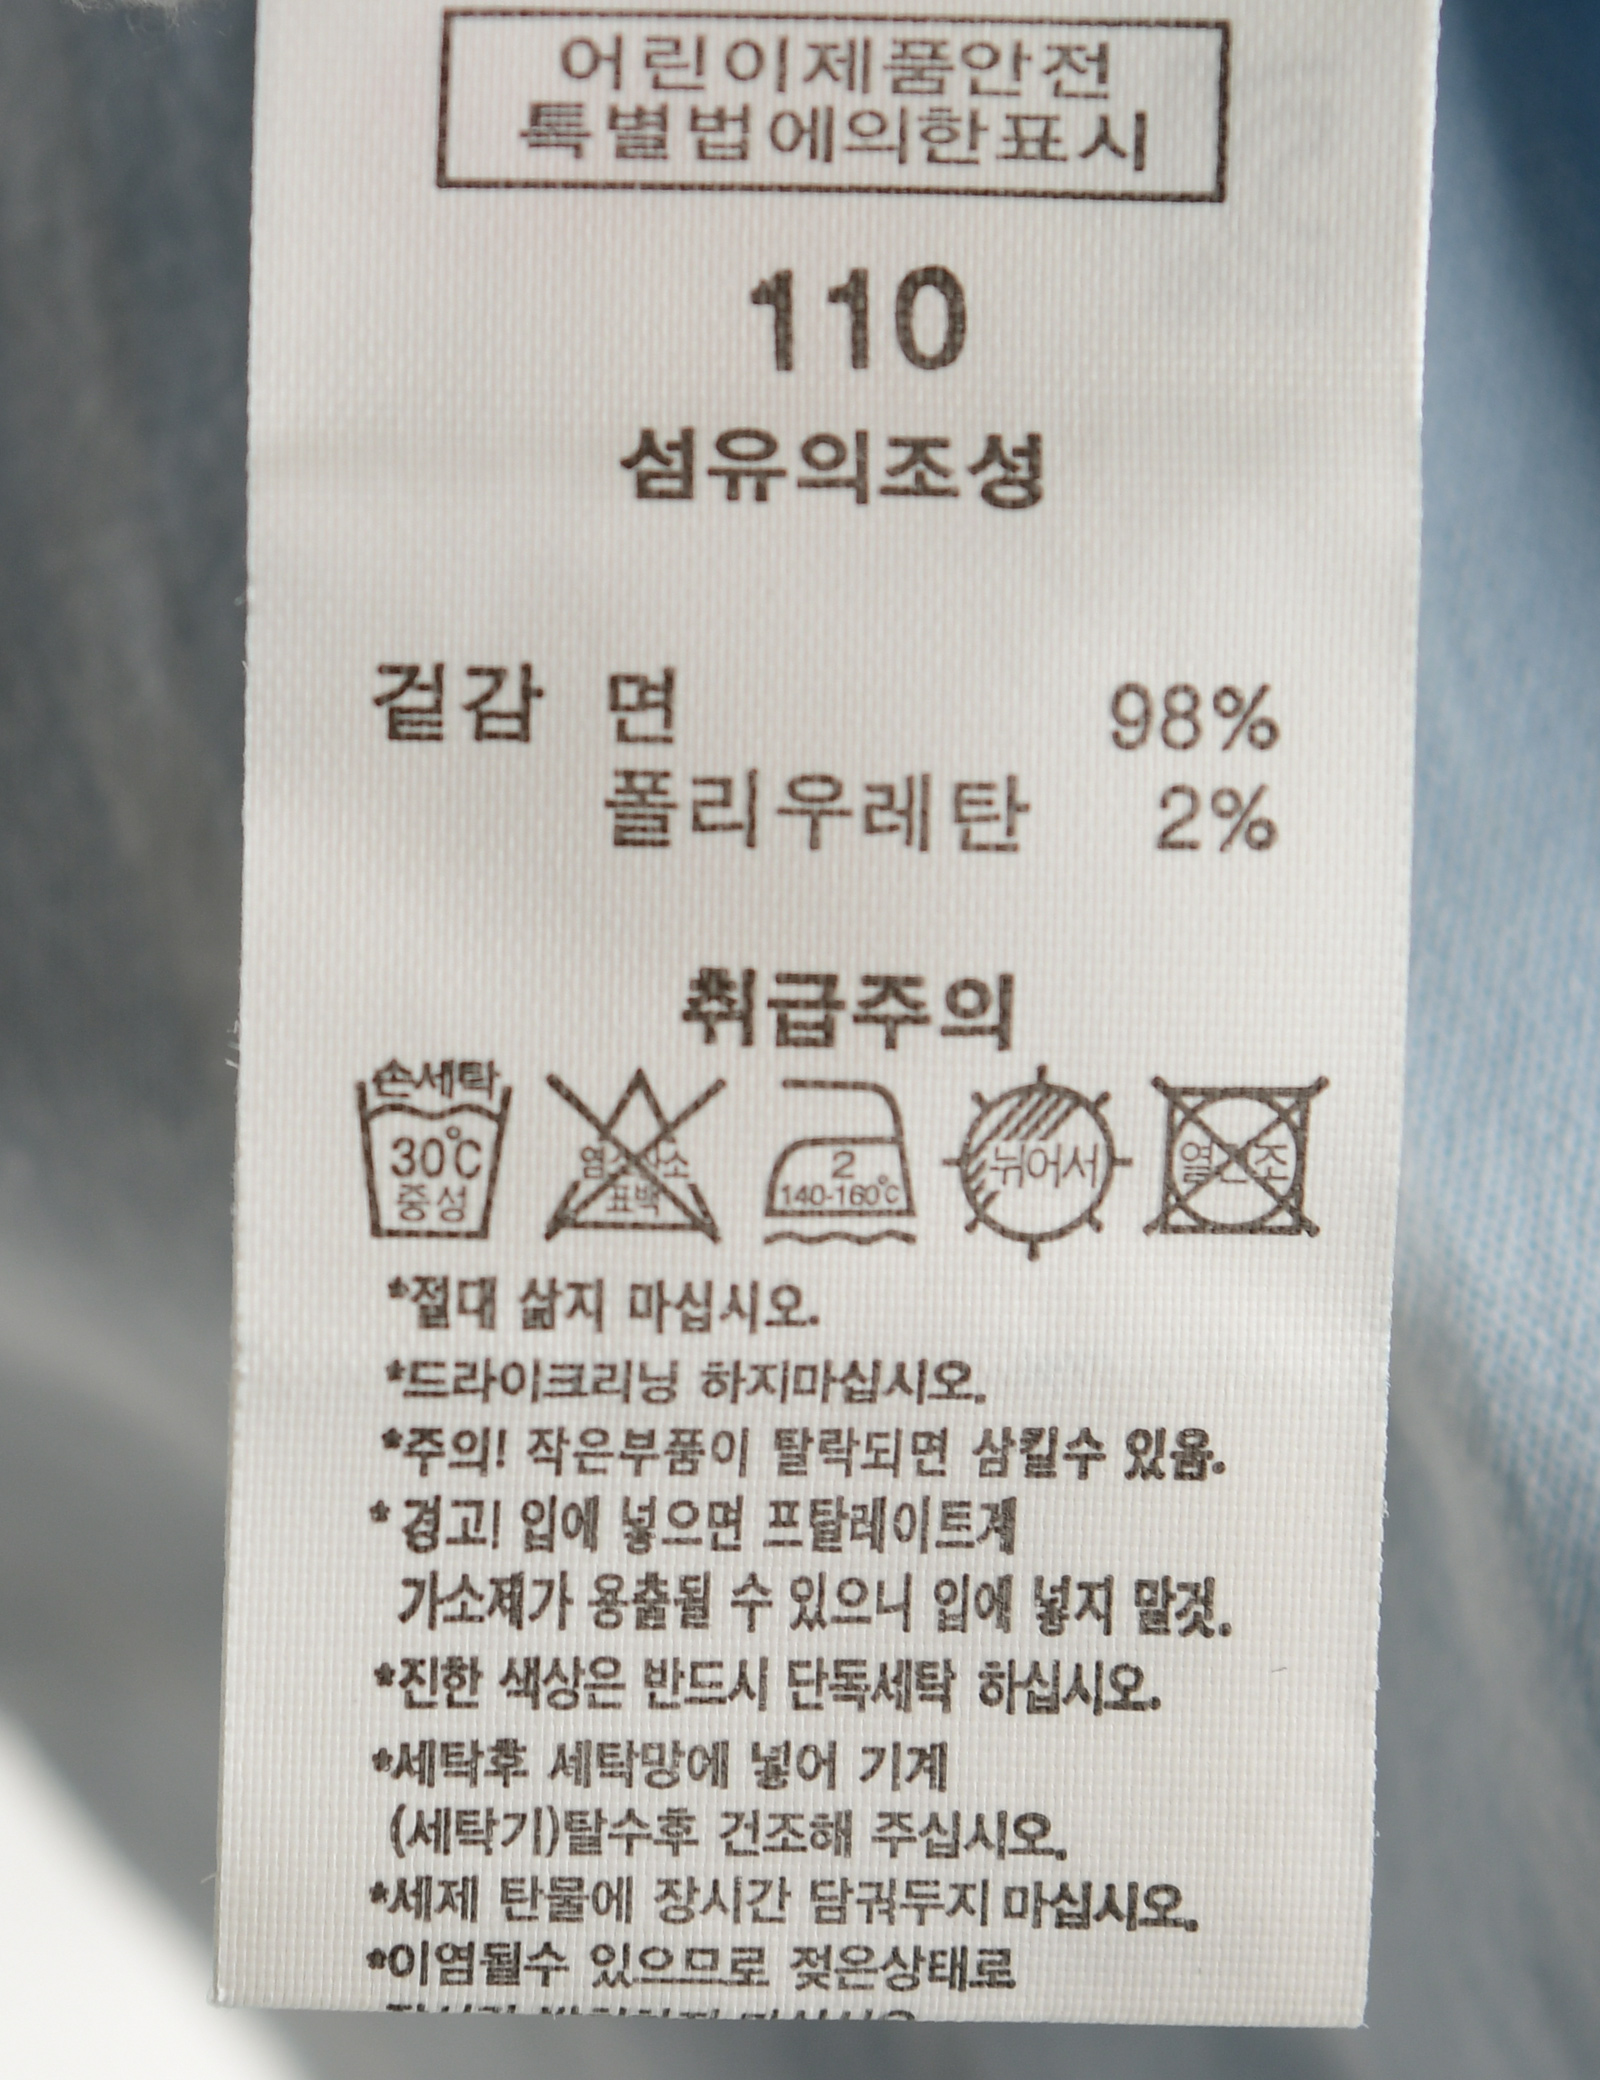 어린이제품안전
특별법에의한표시
110
섬유의조성
겉감 면 98%
폴리우레탄 2%
취급주의
손세탁
30℃
중성
염소산소
표백
2
140-160℃
뉘어서
열건조
*절대 삶지 마십시오.
*드라이크리닝 하지마십시오.
*주의! 작은부품이 탈락되면 삼킬수 있음.
*경고! 입에 넣으면 프탈레이트계
가소제가 용출될 수 있으니 입에 넣지 말것.
*진한 색상은 반드시 단독세탁 하십시오.
*세탁후 세탁망에 넣어 기계
(세탁기)탈수후 건조해 주십시오.
*세제 탄물에 장시간 담궈두지 마십시오.
*이염될수 있으므로 젖은상태로